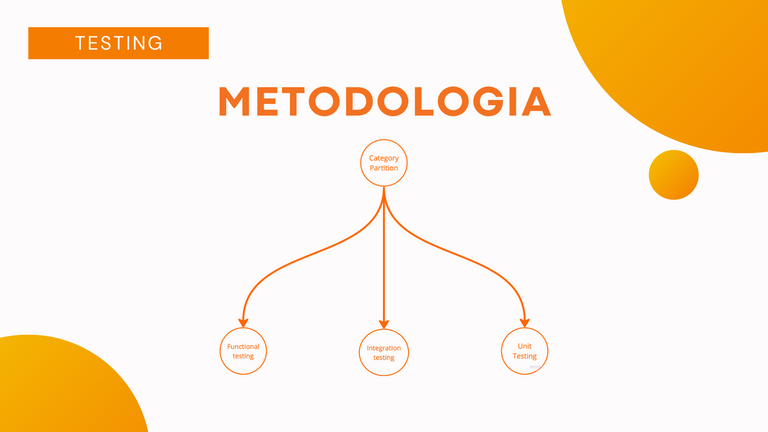 TESTING
METODOLOGIA
Category
Partition
Functional
testing
Integration
testing
Unit
Testing